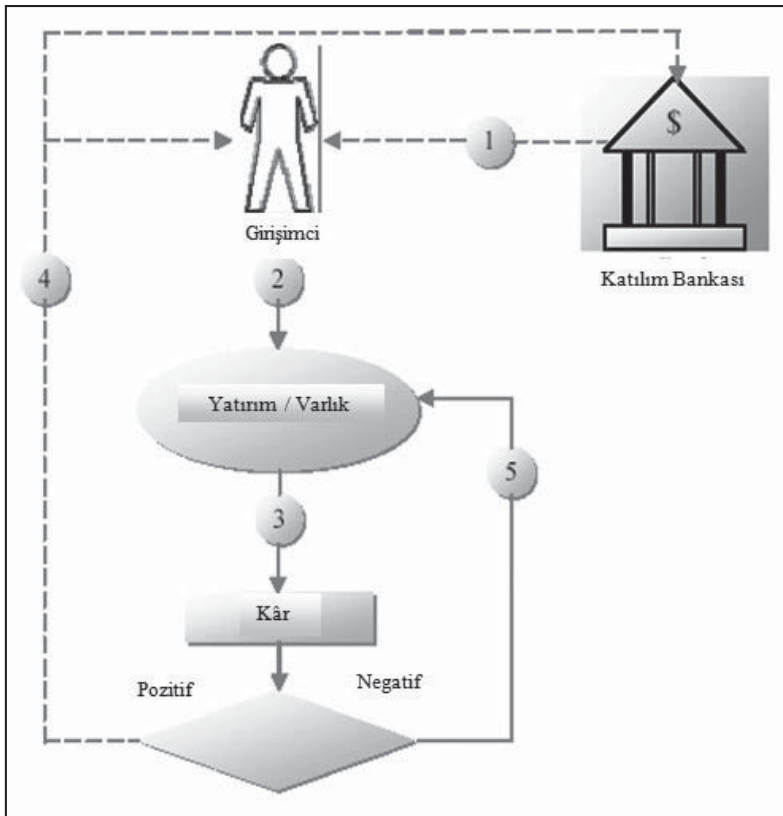 $
1
Girişimci
Katılım Bankası
4
2
Yatırım / Varlık
5
3
Kâr
Pozitif
Negatif